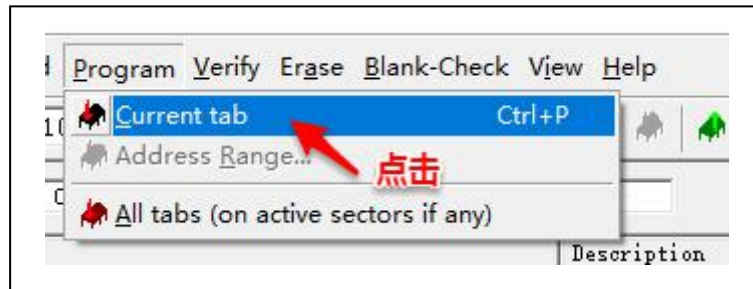 Program Verify Erase Blank-Check View Help
Current tab Ctrl+P
Address Range...
点击
All tabs (on active sectors if any)
Description